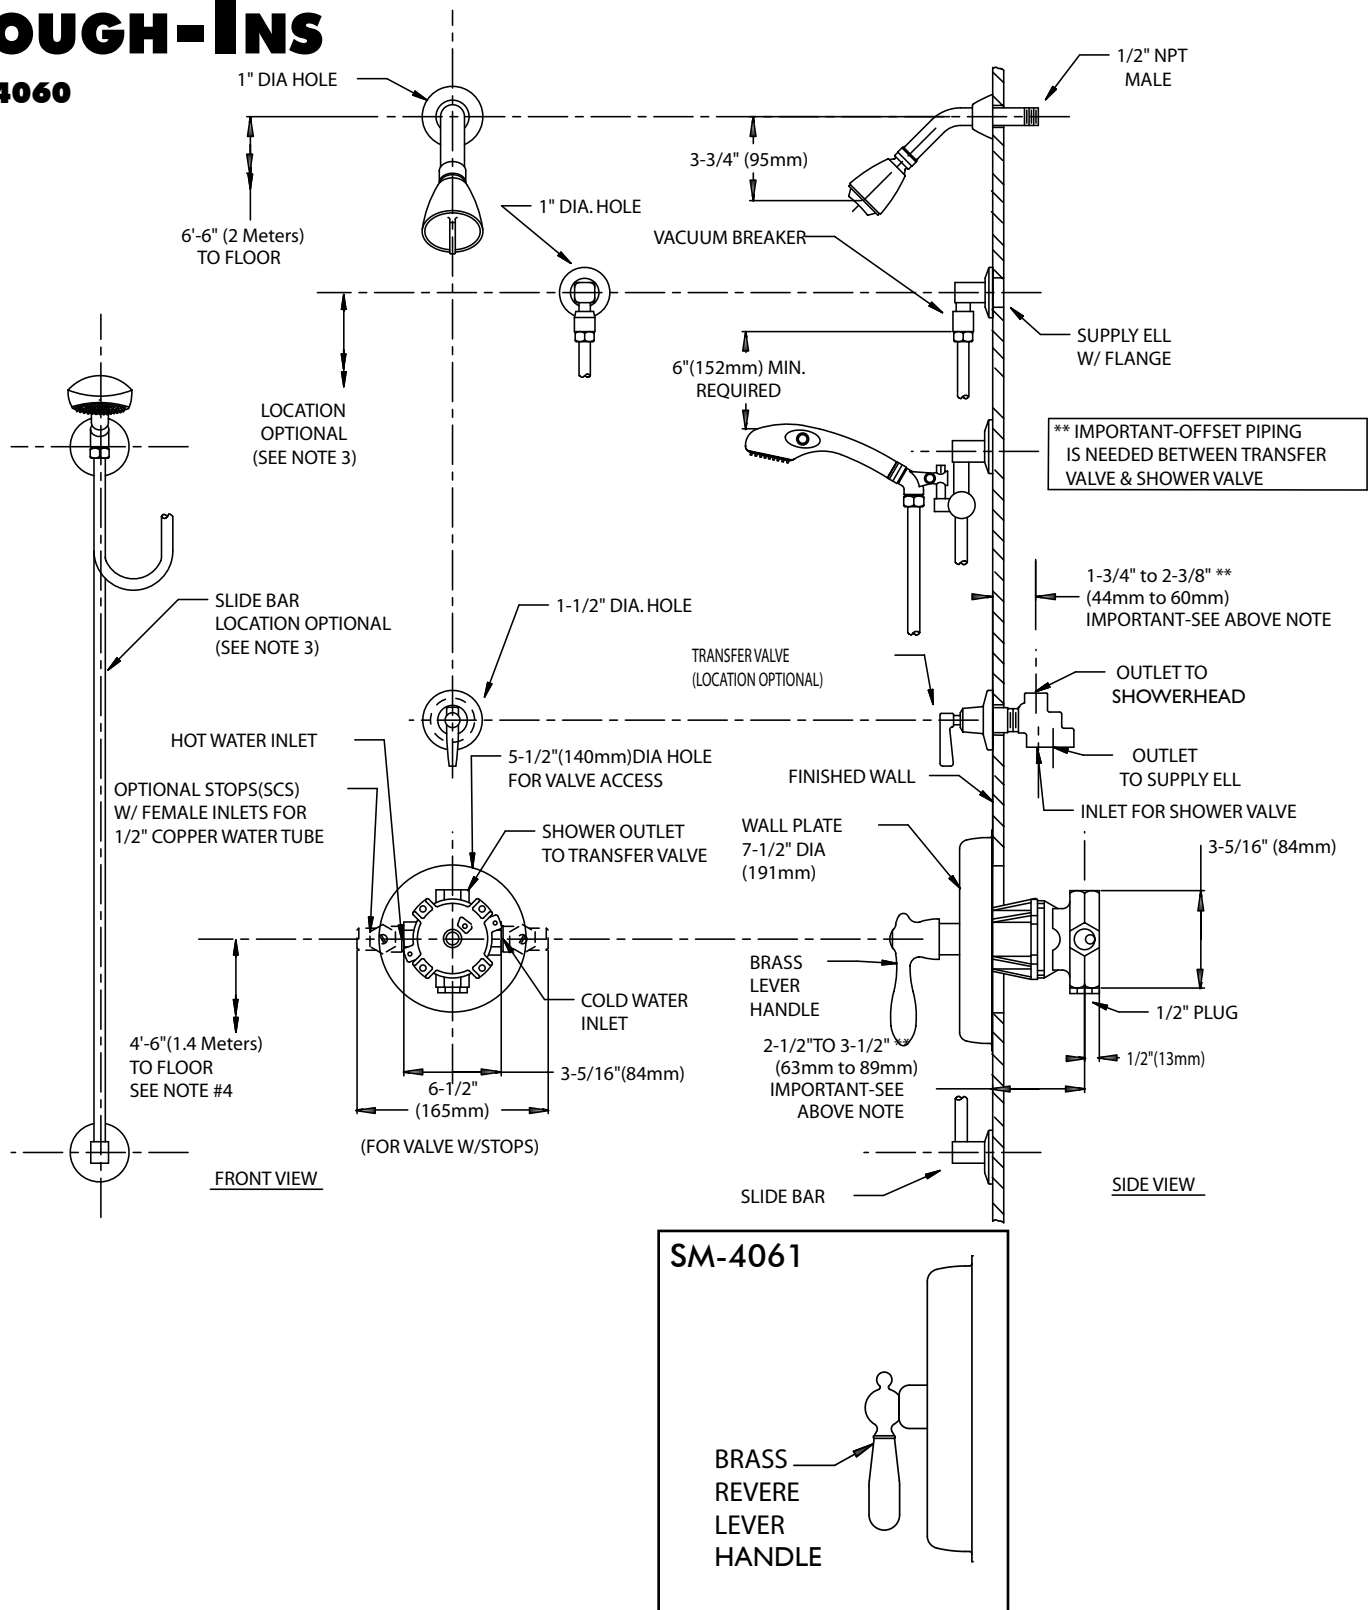 OUGH-INS
4060
1" DIA HOLE
1/2" NPT
MALE
3-3/4" (95mm)
6'-6" (2 Meters)
TO FLOOR
1" DIA. HOLE
VACUUM BREAKER
SUPPLY ELL
W/ FLANGE
6"(152mm) MIN.
REQUIRED
LOCATION
OPTIONAL
(SEE NOTE 3)
** IMPORTANT-OFFSET PIPING
IS NEEDED BETWEEN TRANSFER
VALVE & SHOWER VALVE
1-3/4" to 2-3/8" **
(44mm to 60mm)
IMPORTANT-SEE ABOVE NOTE
SLIDE BAR
LOCATION OPTIONAL
(SEE NOTE 3)
1-1/2" DIA. HOLE
TRANSFER VALVE
(LOCATION OPTIONAL)
OUTLET TO
SHOWERHEAD
HOT WATER INLET
5-1/2"(140mm)DIA HOLE
FOR VALVE ACCESS
OUTLET
TO SUPPLY ELL
FINISHED WALL
INLET FOR SHOWER VALVE
OPTIONAL STOPS(SCS)
W/ FEMALE INLETS FOR
1/2" COPPER WATER TUBE
SHOWER OUTLET
TO TRANSFER VALVE
WALL PLATE
7-1/2" DIA
(191mm)
3-5/16" (84mm)
BRASS
LEVER
HANDLE
COLD WATER
INLET
1/2" PLUG
4'-6"(1.4 Meters)
TO FLOOR
SEE NOTE #4
2-1/2"TO 3-1/2" **
(63mm to 89mm)
IMPORTANT-SEE
ABOVE NOTE
1/2"(13mm)
3-5/16"(84mm)
6-1/2"
(165mm)
(FOR VALVE W/STOPS)
FRONT VIEW
SLIDE BAR
SIDE VIEW
SM-4061
BRASS
REVERE
LEVER
HANDLE